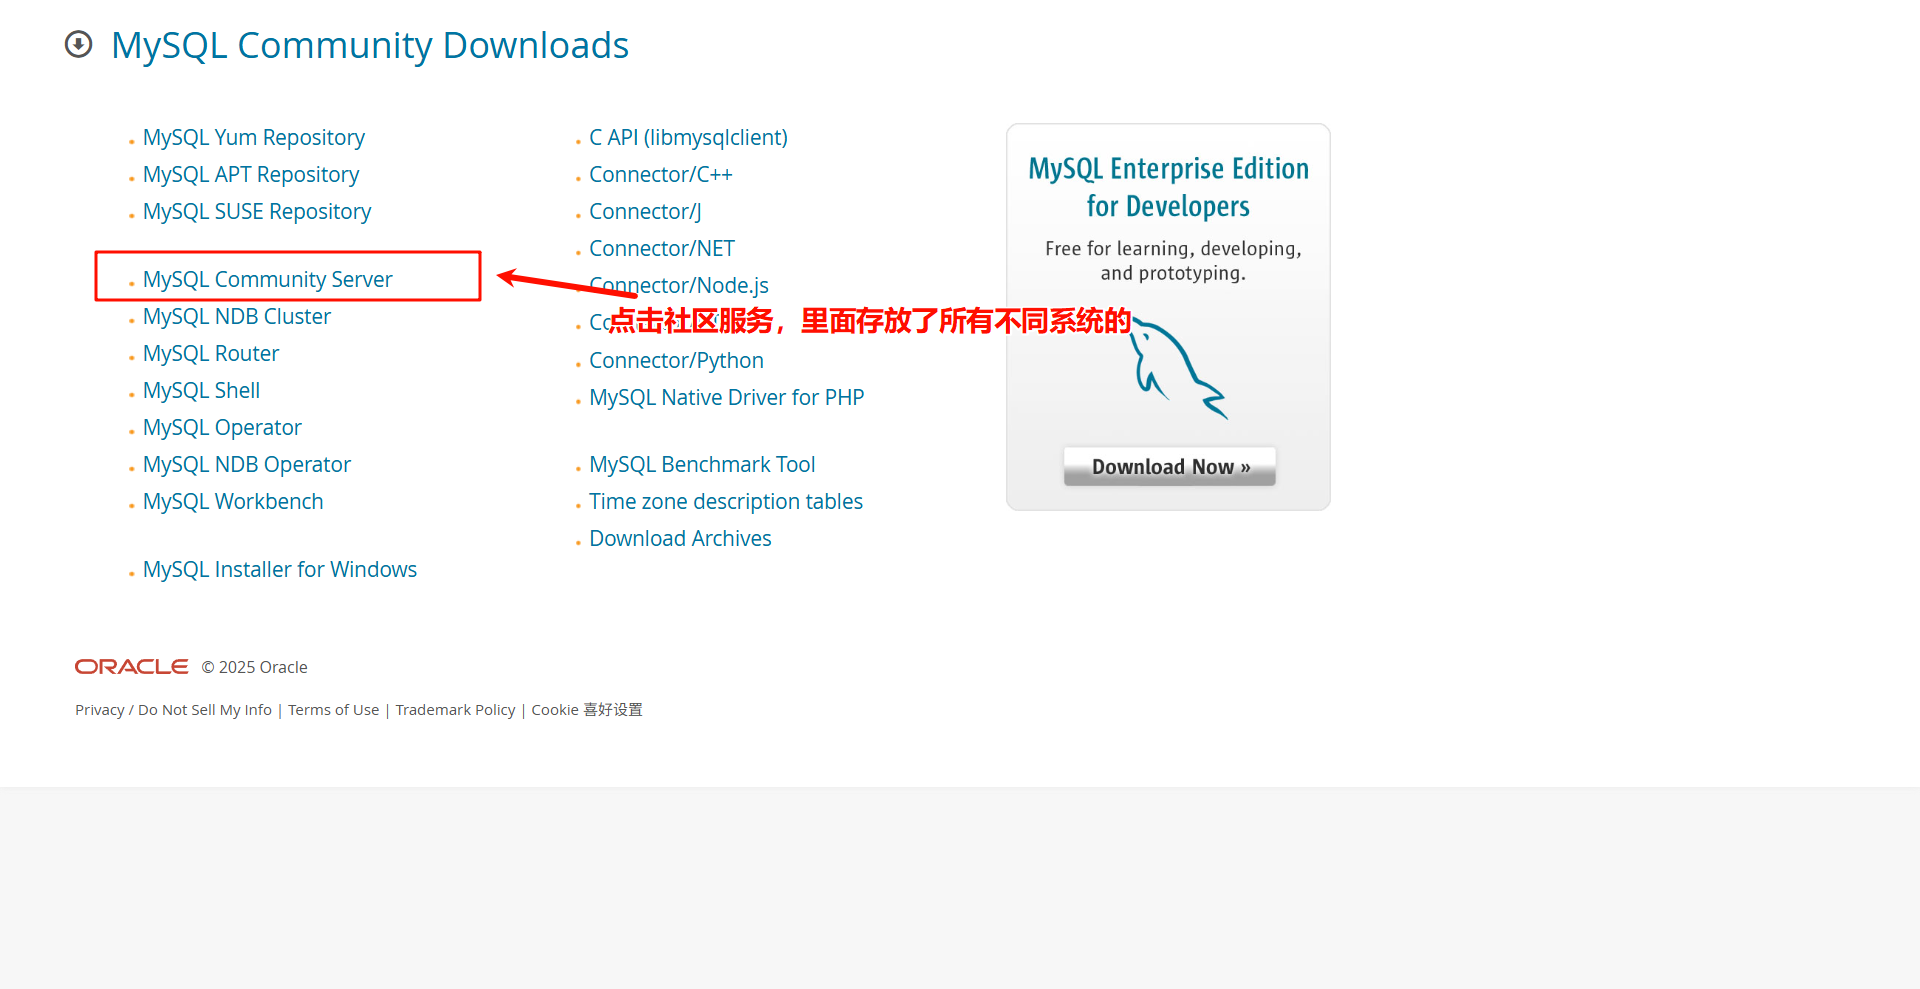 MySQL Community Downloads
MySQL Yum Repository
MySQL APT Repository
MySQL SUSE Repository
MySQL Community Server
MySQL NDB Cluster
MySQL Router
MySQL Shell
MySQL Operator
MySQL NDB Operator
MySQL Workbench
MySQL Installer for Windows
C API (libmysqlclient)
Connector/C++
Connector/J
Connector/NET
Connector/Node.js
点击社区服务，里面存放了所有不同系统的
Connector/Python
MySQL Native Driver for PHP
MySQL Benchmark Tool
Time zone description tables
Download Archives
MySQL Enterprise Edition
for Developers
Free for learning, developing,
and prototyping.
Download Now »
ORACLE © 2025 Oracle
Privacy / Do Not Sell My Info | Terms of Use | Trademark Policy | Cookie 喜好设置